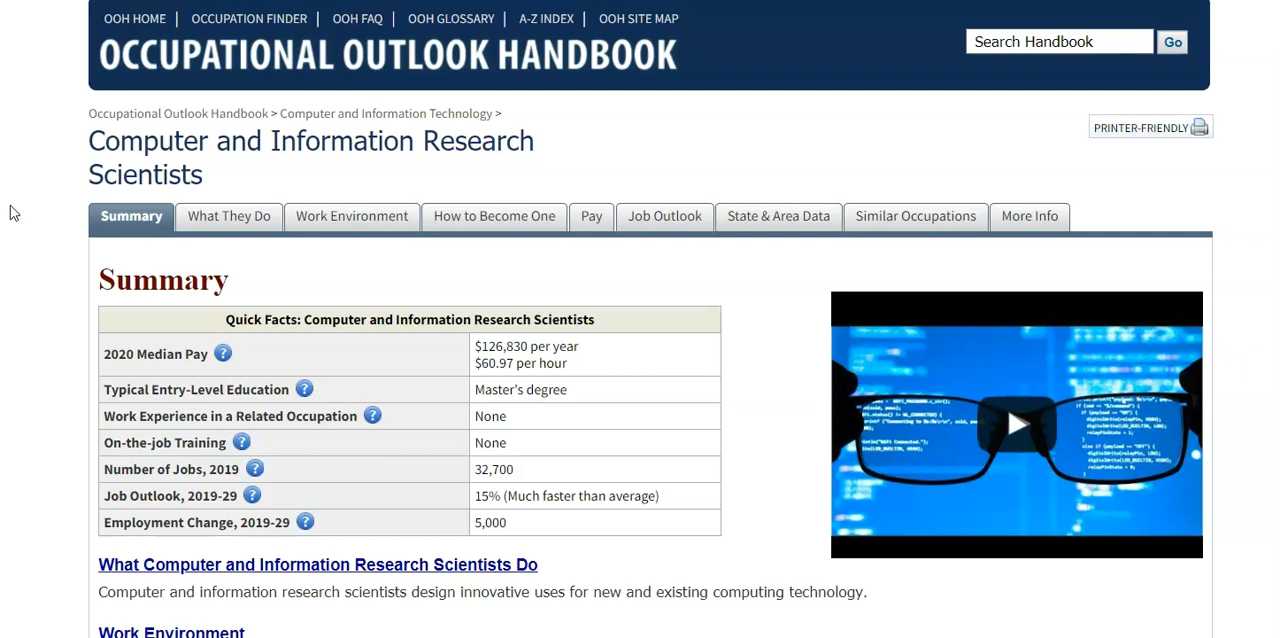 OOH HOME | OCCUPATION FINDER | OOH FAQ | OOH GLOSSARY | A-Z INDEX | OOH SITE MAP
OCCUPATIONAL OUTLOOK HANDBOOK
Search Handbook Go
Occupational Outlook Handbook > Computer and Information Technology >
PRINTER-FRIENDLY
Computer and Information Research
Scientists
Summary What They Do Work Environment How to Become One Pay Job Outlook State & Area Data Similar Occupations More Info
Summary
Quick Facts: Computer and Information Research Scientists
2020 Median Pay ? $126,830 per year
$60.97 per hour
Typical Entry-Level Education ? Master's degree
Work Experience in a Related Occupation ? None
On-the-job Training ? None
Number of Jobs, 2019 ? 32,700
Job Outlook, 2019-29 ? 15% (Much faster than average)
Employment Change, 2019-29 ? 5,000
What Computer and Information Research Scientists Do
Computer and information research scientists design innovative uses for new and existing computing technology.
Work Environment